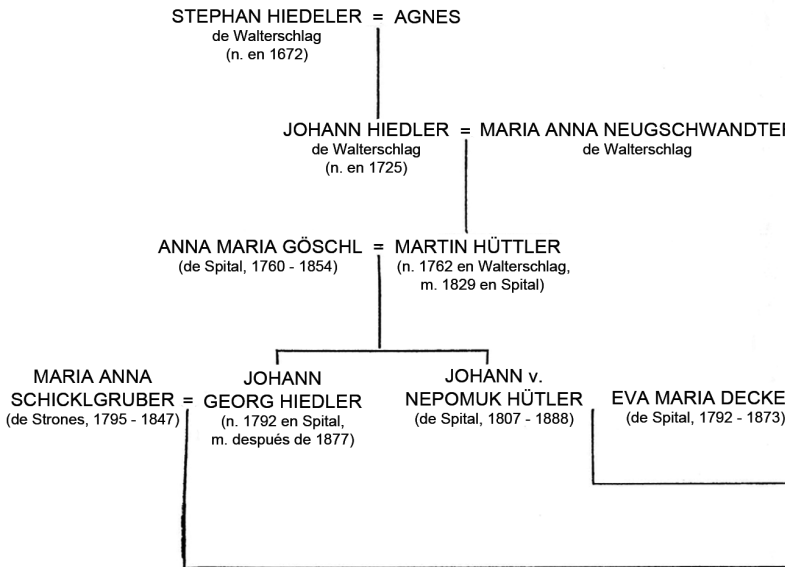 STEPHAN HIEDELER = AGNES
de Walterschlag
(n. en 1672)
JOHANN HIEDLER = MARIA ANNA NEUGSCHWANDTER
de Walterschlag
de Walterschlag
(n. en 1725)
ANNA MARIA GÖSCHL = MARTIN HÜTTLER
(de Spital, 1760 - 1854)
(n. 1762 en Walterschlag,
m. 1829 en Spital)
MARIA ANNA
SCHICKLGRUBER =
(de Strones, 1795 - 1847)
JOHANN
GEORG HIEDLER
(n. 1792 en Spital,
m. después de 1877)
JOHANN v.
NEPOMUK HÜTLER
(de Spital, 1807 - 1888)
EVA MARIA DECKE
(de Spital, 1792 - 1873)